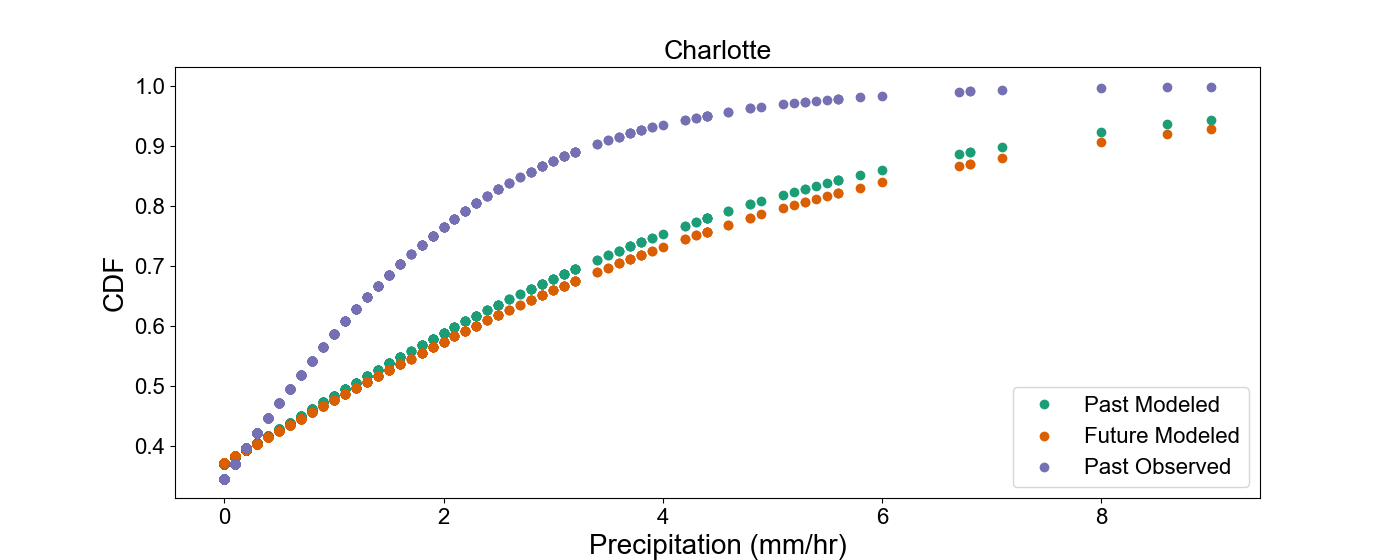 Charlotte
CDF
1.0
0.9
0.8
0.7
0.6
0.5
0.4
Past Modeled
Future Modeled
Past Observed
0 2 4 6 8
Precipitation (mm/hr)